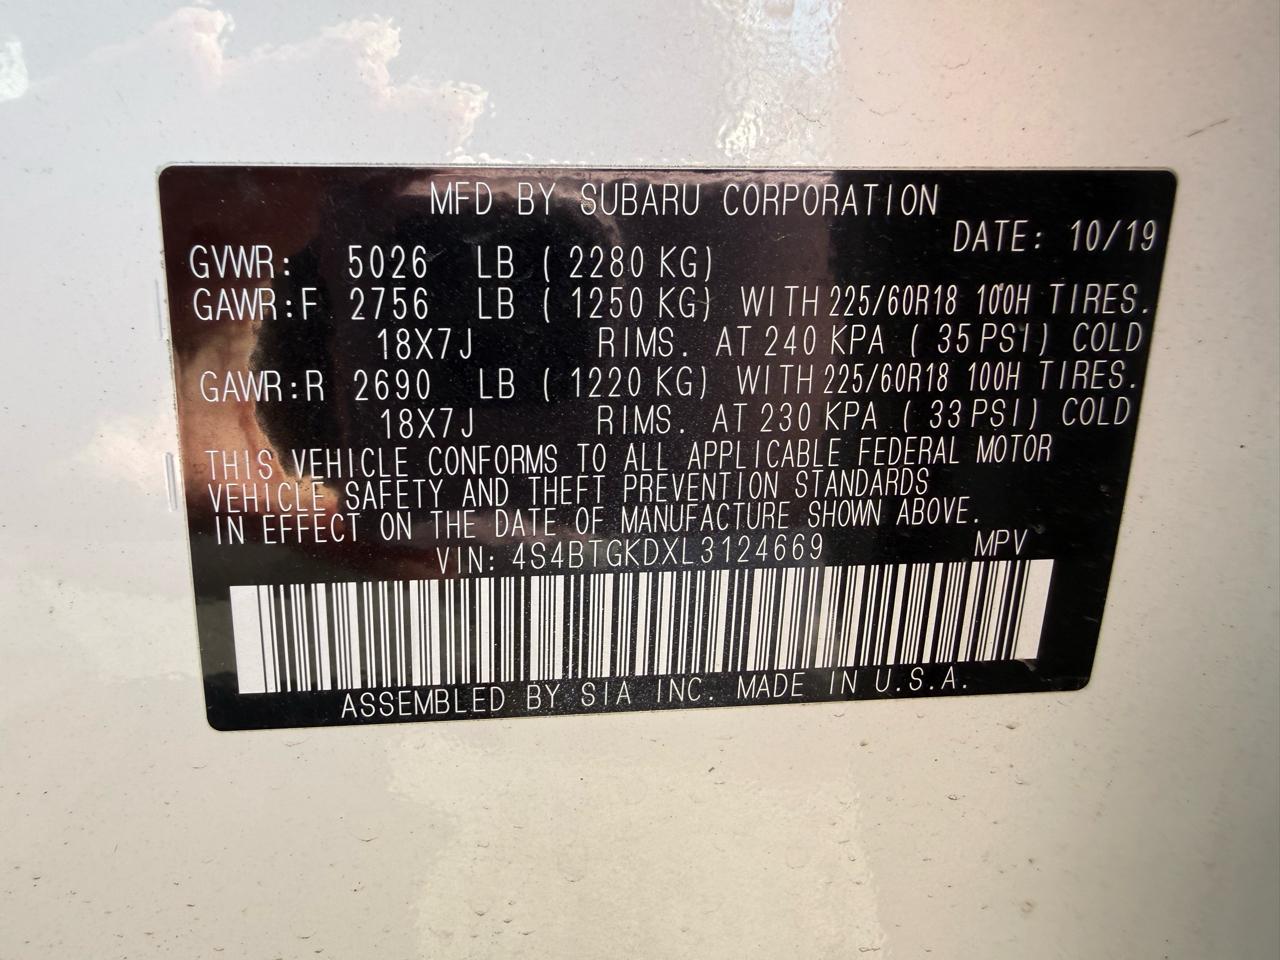 MFD BY SUBARU CORPORATION
DATE: 10/19
GVWR: 5026 LB ( 2280 KG)
GAWR:F 2756 LB ( 1250 KG) WITH 225/60R18 100H TIRES.
18X7J RIMS. AT 240 KPA ( 35 PSI) COLD
GAWR:R 2690 LB ( 1220 KG) WITH 225/60R18 100H TIRES.
18X7J RIMS. AT 230 KPA ( 33 PSI) COLD
THIS VEHICLE CONFORMS TO ALL APPLICABLE FEDERAL MOTOR
VEHICLE SAFETY AND THEFT PREVENTION STANDARDS
IN EFFECT ON THE DATE OF MANUFACTURE SHOWN ABOVE.
VIN: 4S4BTGKDXL3124669 MPV
ASSEMBLED BY SIA INC. MADE IN U.S.A.